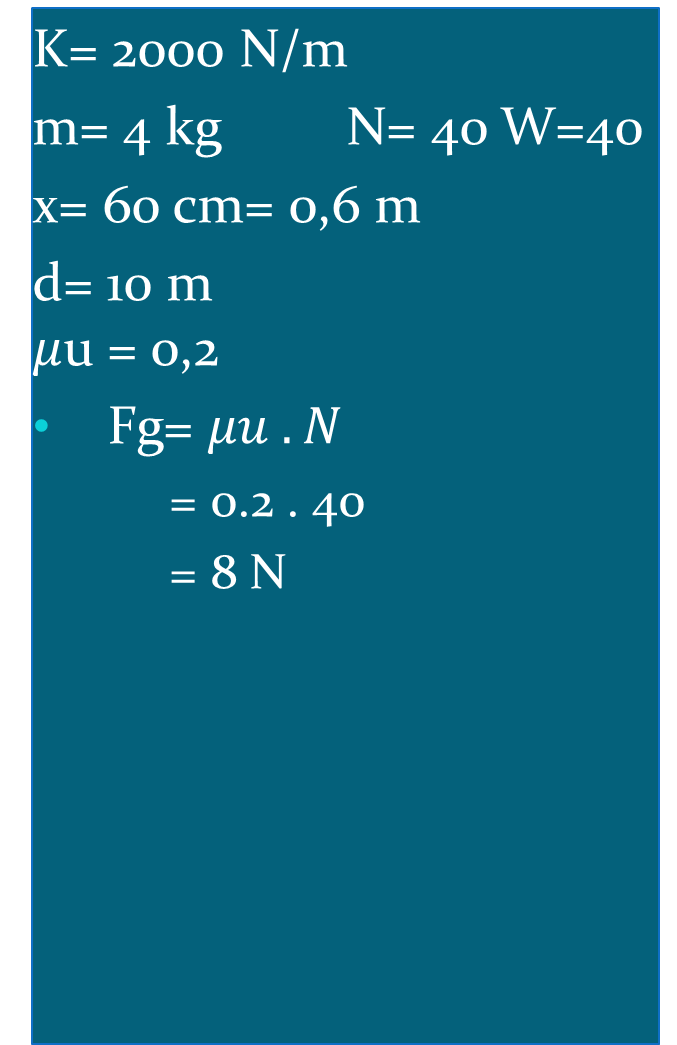 K= 2000 N/m
m= 4 kg N= 40 W=40
x= 60 cm= 0,6 m
d= 10 m
𝜇u = 0,2
• Fg= 𝜇𝑢 . 𝑁
= 0.2 . 40
= 8 N